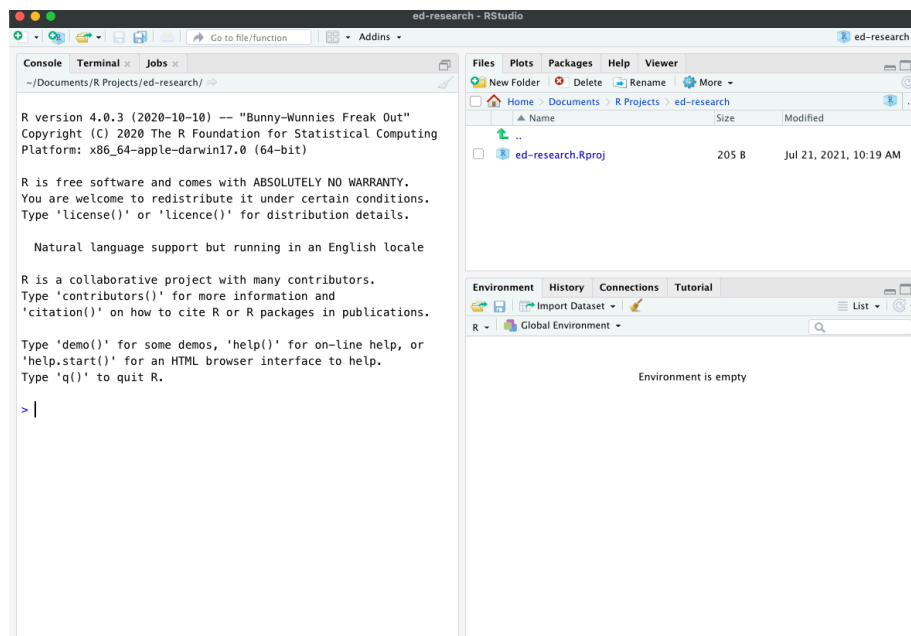 ed-research - RStudio
Go to file/function
Addins
ed-research
Console Terminal Jobs
~/Documents/R Projects/ed-research/
R version 4.0.3 (2020-10-10) -- "Bunny-Wunnies Freak Out"
Copyright (C) 2020 The R Foundation for Statistical Computing
Platform: x86_64-apple-darwin17.0 (64-bit)
R is free software and comes with ABSOLUTELY NO WARRANTY.
You are welcome to redistribute it under certain conditions.
Type 'license()' or 'licence()' for distribution details.
Natural language support but running in an English locale
R is a collaborative project with many contributors.
Type 'contributors()' for more information and
'citation()' on how to cite R or R packages in publications.
Type 'demo()' for some demos, 'help()' for on-line help, or
'help.start()' for an HTML browser interface to help.
Type 'q()' to quit R.
>
Files Plots Packages Help Viewer
New Folder Delete Rename More
Home > Documents > R Projects > ed-research
Name Size Modified
..
ed-research.Rproj 205 B Jul 21, 2021, 10:19 AM
Environment History Connections Tutorial
Import Dataset List
R Global Environment
Environment is empty